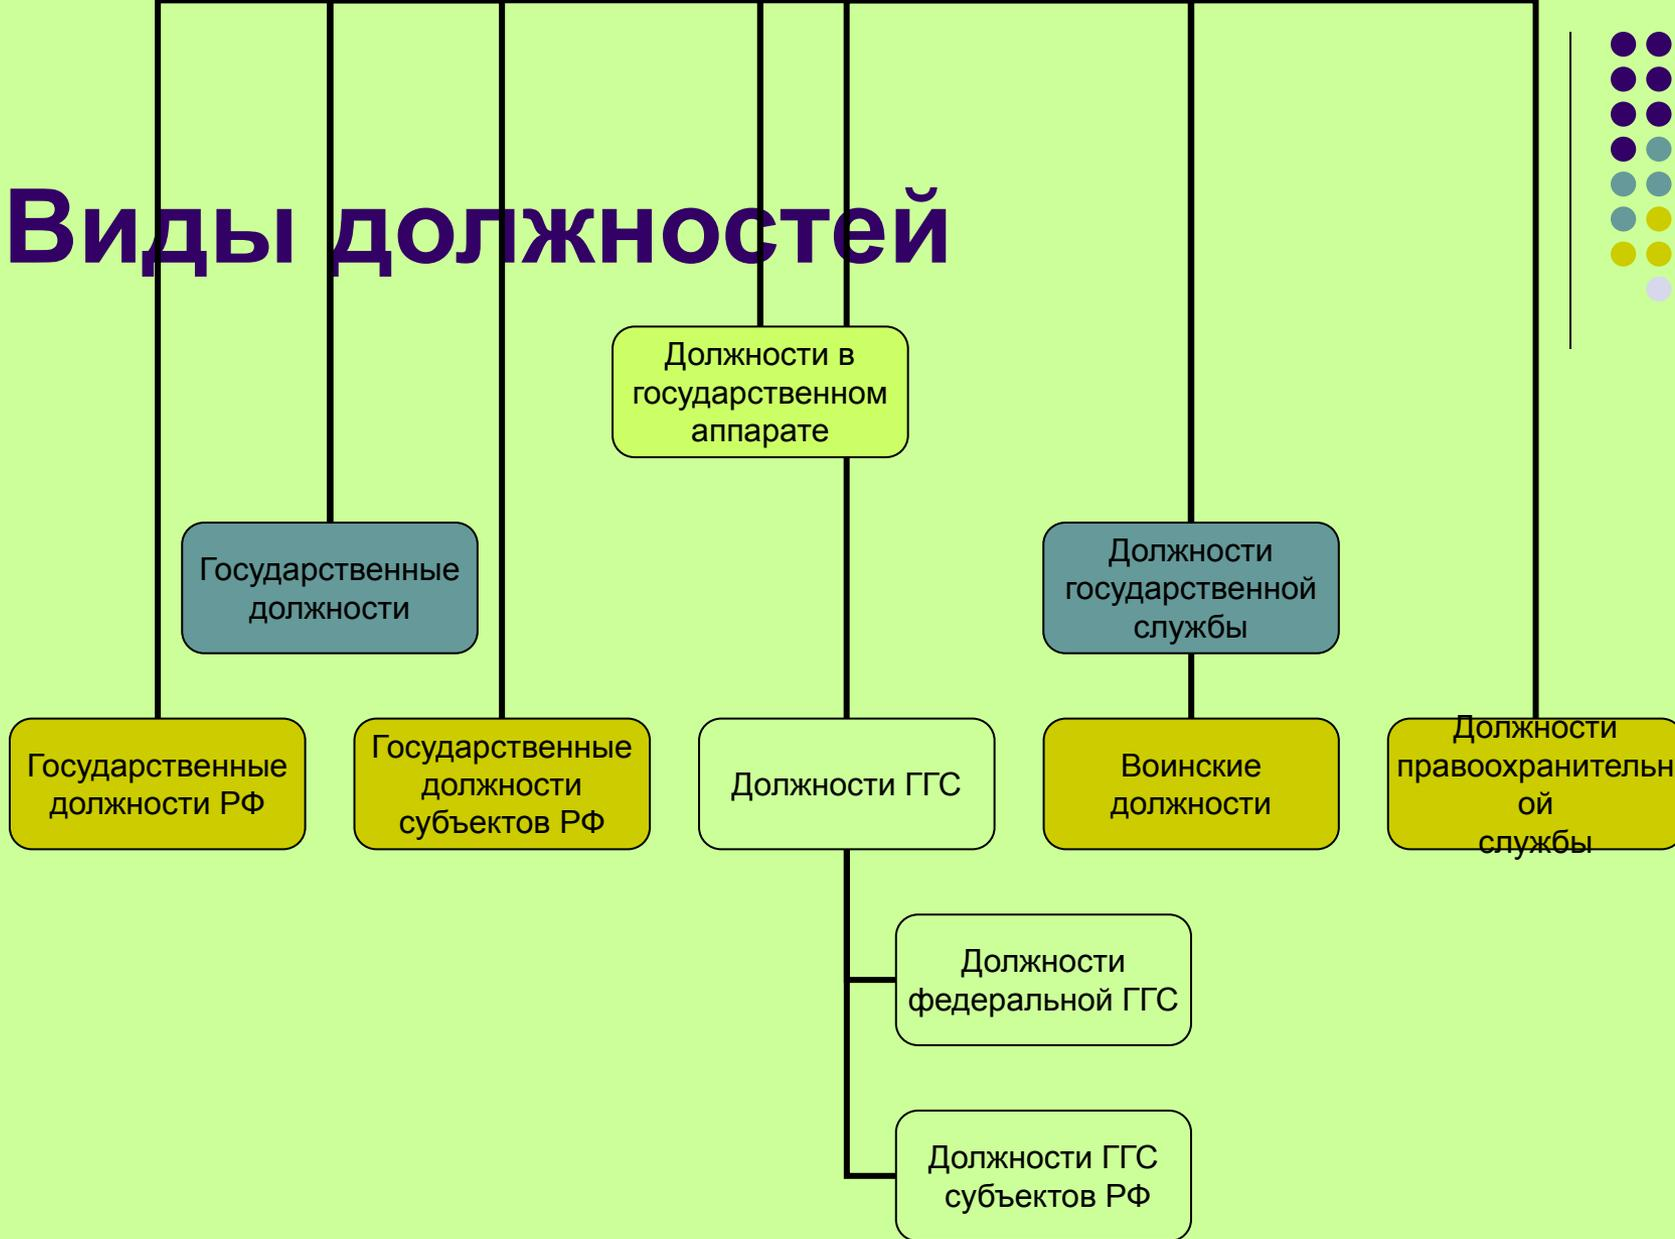 Виды должностей
Должности в
государственном
аппарате
Государственные
должности
Должности
государственной
службы
Государственные
должности РФ
Государственные
должности
субъектов РФ
Должности ГГС
Воинские
должности
Должности
правоохранительн
ой
службы
Должности
федеральной ГГС
Должности ГГС
субъектов РФ